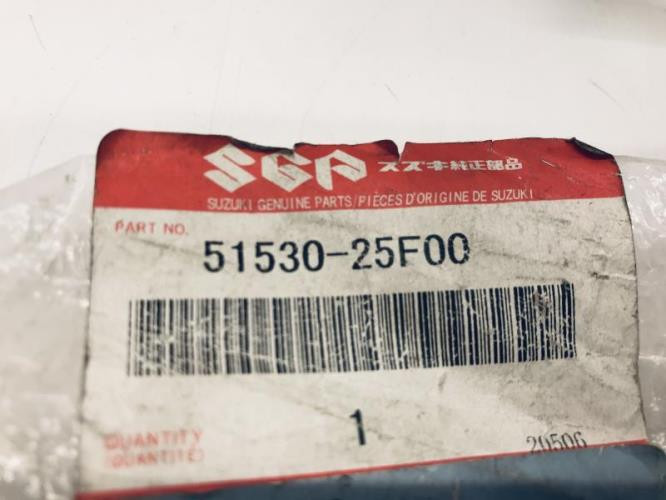 SGP スズキ純正部品
SUZUKI GENUINE PARTS/PIÈCES D'ORIGINE DE SUZUKI
PART NO.
51530-25F00
QUANTITY 1
(QUANTITÉ) 20506